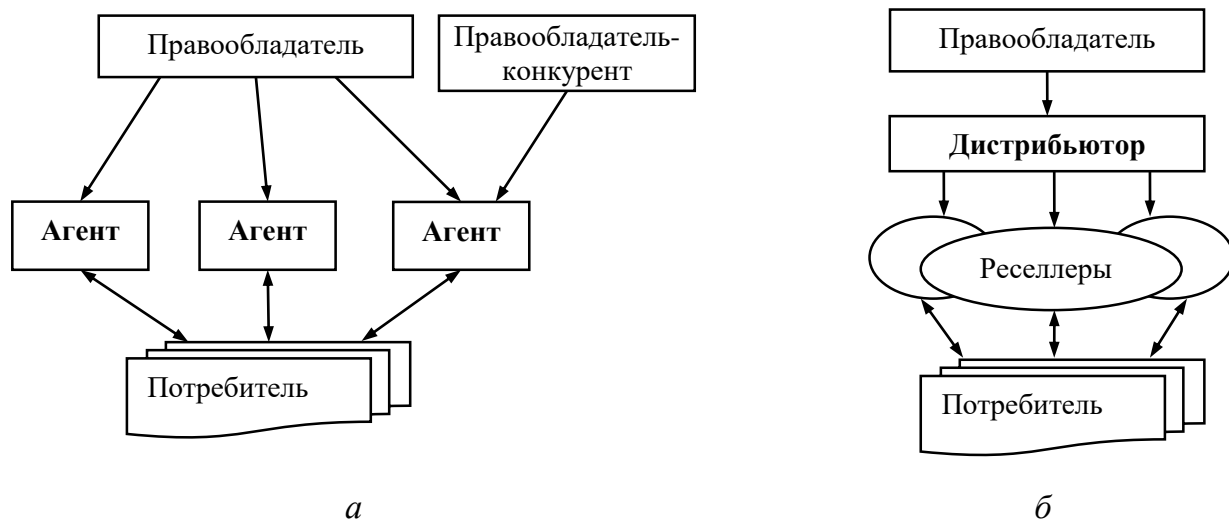 Правообладатель
Правообладатель-
конкурент
Агент
Агент
Агент
Потребитель
а
Правообладатель
Дистрибьютор
Реселлеры
Потребитель
б